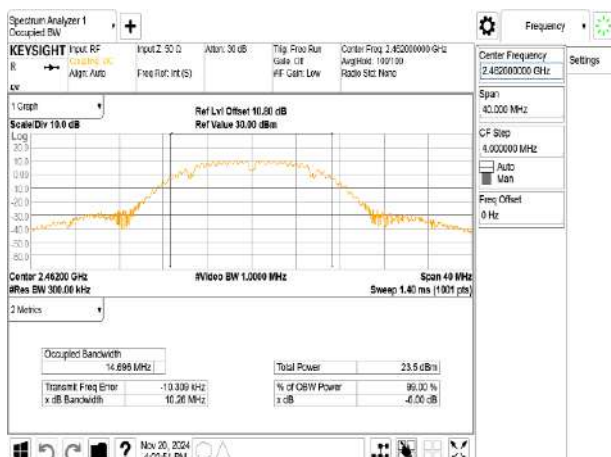 Spectrum Analyzer 1
Occupied BW
+
Frequency
KEYSIGHT
Input: RF
Coupling: DC
Align: Auto
Input Z: 50 Ω
Freq Ref: Int (S)
Atten: 30 dB
Trig: Free Run
Gate: Off
#IF Gain: Low
Center Freq: 2.462000000 GHz
Avg|Hold: 100/100
Radio Std: None
R
Center Frequency
2.462000000 GHz
Settings
Span
40.000 MHz
CF Step
4.000000 MHz
Auto
Man
Freq Offset
0 Hz
1 Graph
Scale/Div 10.0 dB
Ref Lvl Offset 10.80 dB
Ref Value 30.00 dBm
Log
20.0
10.0
0.00
-10.0
-20.0
-30.0
-40.0
-50.0
-60.0
Center 2.46200 GHz
#Res BW 300.00 kHz
#Video BW 1.0000 MHz
Span 40 MHz
Sweep 1.40 ms (1001 pts)
2 Metrics
Occupied Bandwidth
14.696 MHz
Total Power 23.5 dBm
Transmit Freq Error -10.309 kHz
% of OBW Power 99.00 %
x dB Bandwidth 10.26 MHz
x dB -6.00 dB
?
Nov 20, 2024